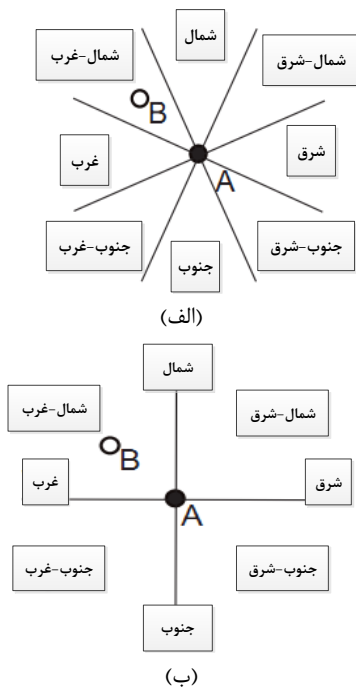 شمال
شمال-شرق
شمال-غرب
B
شرق
غرب
A
جنوب-شرق
جنوب-غرب
جنوب
(الف)
شمال
شمال-شرق
شمال-غرب
B
شرق
غرب
A
جنوب-شرق
جنوب-غرب
جنوب
(ب)